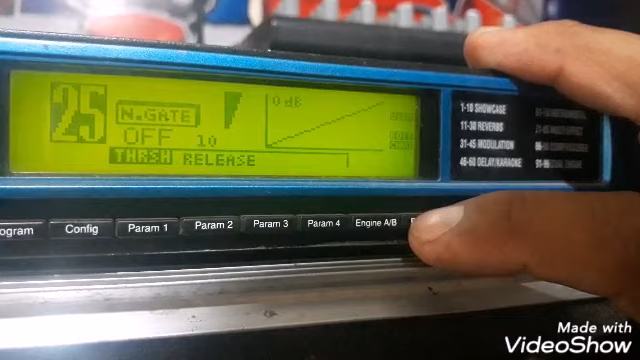 25
N.GATE
0 dB
OFF 10
THRSH RELEASE
1-10 SHOWCASE
11-30 REVERBS
31-45 MODULATION
46-60 DELAY/KARAOKE
Config
Param 1
Param 2
Param 3
Param 4
Engine A/B
Made with
VideoShow